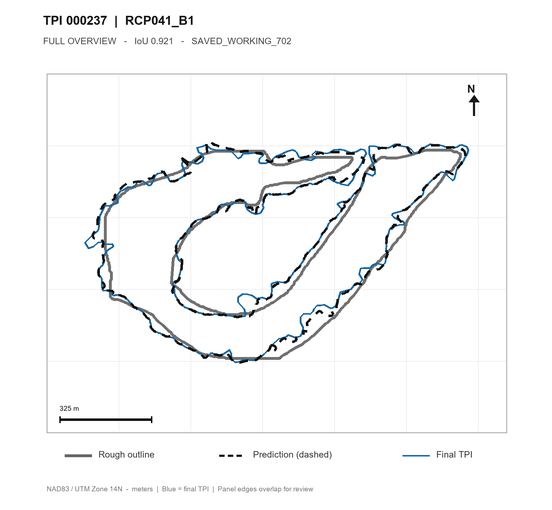 TPI 000237 | RCP041_B1
FULL OVERVIEW - IoU 0.921 - SAVED_WORKING_702
N
325 m
Rough outline Prediction (dashed) Final TPI
NAD83 / UTM Zone 14N - meters | Blue = final TPI | Panel edges overlap for review